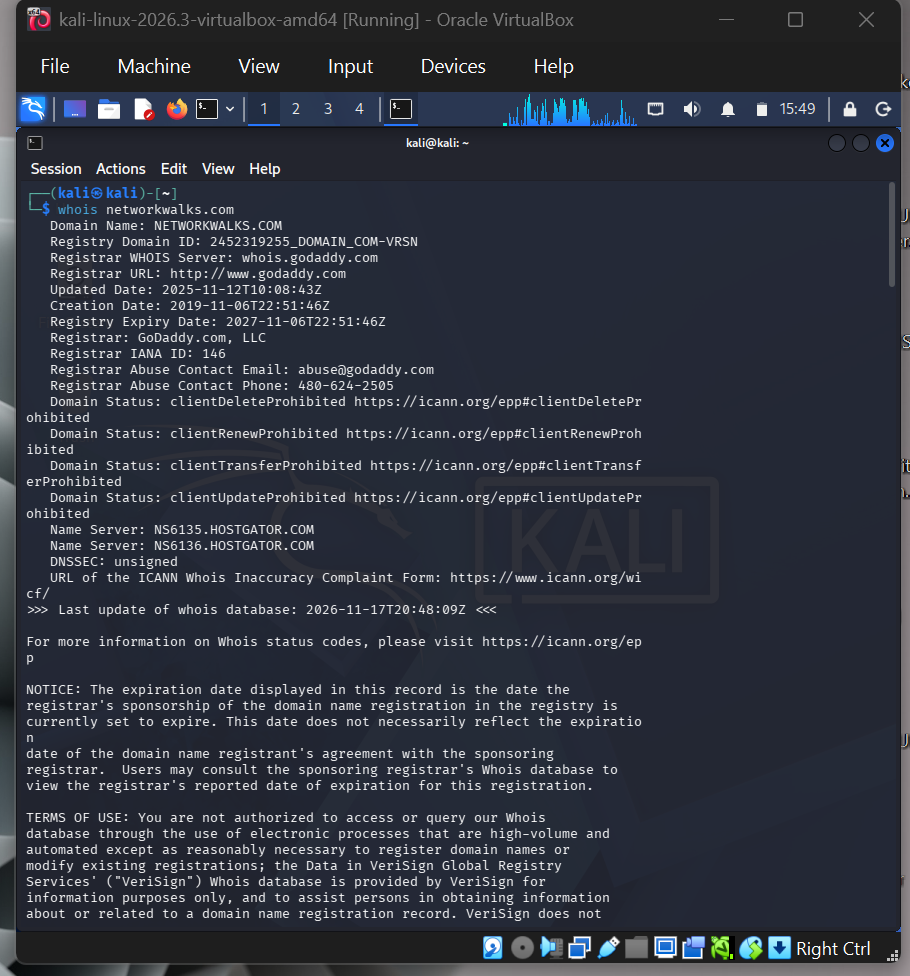 kali-linux-2026.3-virtualbox-amd64 [Running] - Oracle VirtualBox
File Machine View Input Devices Help
1 2 3 4 15:49
kali@kali: ~
Session Actions Edit View Help
┌──(kali㉿kali)-[~]
└─$ whois networkwalks.com
Domain Name: NETWORKWALKS.COM
Registry Domain ID: 2452319255_DOMAIN_COM-VRSN
Registrar WHOIS Server: whois.godaddy.com
Registrar URL: http://www.godaddy.com
Updated Date: 2025-11-12T10:08:43Z
Creation Date: 2019-11-06T22:51:46Z
Registry Expiry Date: 2027-11-06T22:51:46Z
Registrar: GoDaddy.com, LLC
Registrar IANA ID: 146
Registrar Abuse Contact Email: abuse@godaddy.com
Registrar Abuse Contact Phone: 480-624-2505
Domain Status: clientDeleteProhibited https://icann.org/epp#clientDeletePr
ohibited
Domain Status: clientRenewProhibited https://icann.org/epp#clientRenewProh
ibited
Domain Status: clientTransferProhibited https://icann.org/epp#clientTransf
erProhibited
Domain Status: clientUpdateProhibited https://icann.org/epp#clientUpdatePr
ohibited
Name Server: NS6135.HOSTGATOR.COM
Name Server: NS6136.HOSTGATOR.COM
DNSSEC: unsigned
URL of the ICANN Whois Inaccuracy Complaint Form: https://www.icann.org/wi
cf/
>>> Last update of whois database: 2026-11-17T20:48:09Z <<<
For more information on Whois status codes, please visit https://icann.org/ep
p
NOTICE: The expiration date displayed in this record is the date the
registrar's sponsorship of the domain name registration in the registry is
currently set to expire. This date does not necessarily reflect the expiratio
n
date of the domain name registrant's agreement with the sponsoring
registrar.  Users may consult the sponsoring registrar's Whois database to
view the registrar's reported date of expiration for this registration.
TERMS OF USE: You are not authorized to access or query our Whois
database through the use of electronic processes that are high-volume and
automated except as reasonably necessary to register domain names or
modify existing registrations; the Data in VeriSign Global Registry
Services' ("VeriSign") Whois database is provided by VeriSign for
information purposes only, and to assist persons in obtaining information
about or related to a domain name registration record. VeriSign does not
KALI
Right Ctrl